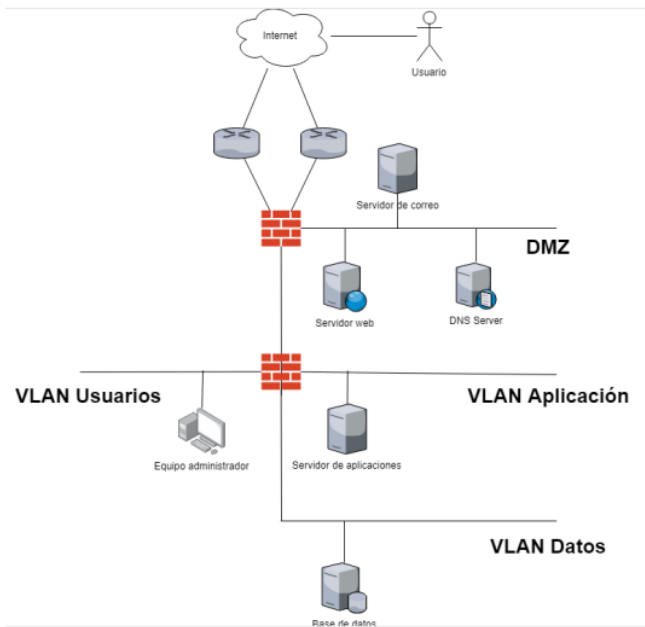 Internet
Usuario
Servidor de correo
DMZ
Servidor web
DNS Server
VLAN Usuarios
VLAN Aplicación
Equipo administrador
Servidor de aplicaciones
VLAN Datos
Base de datos